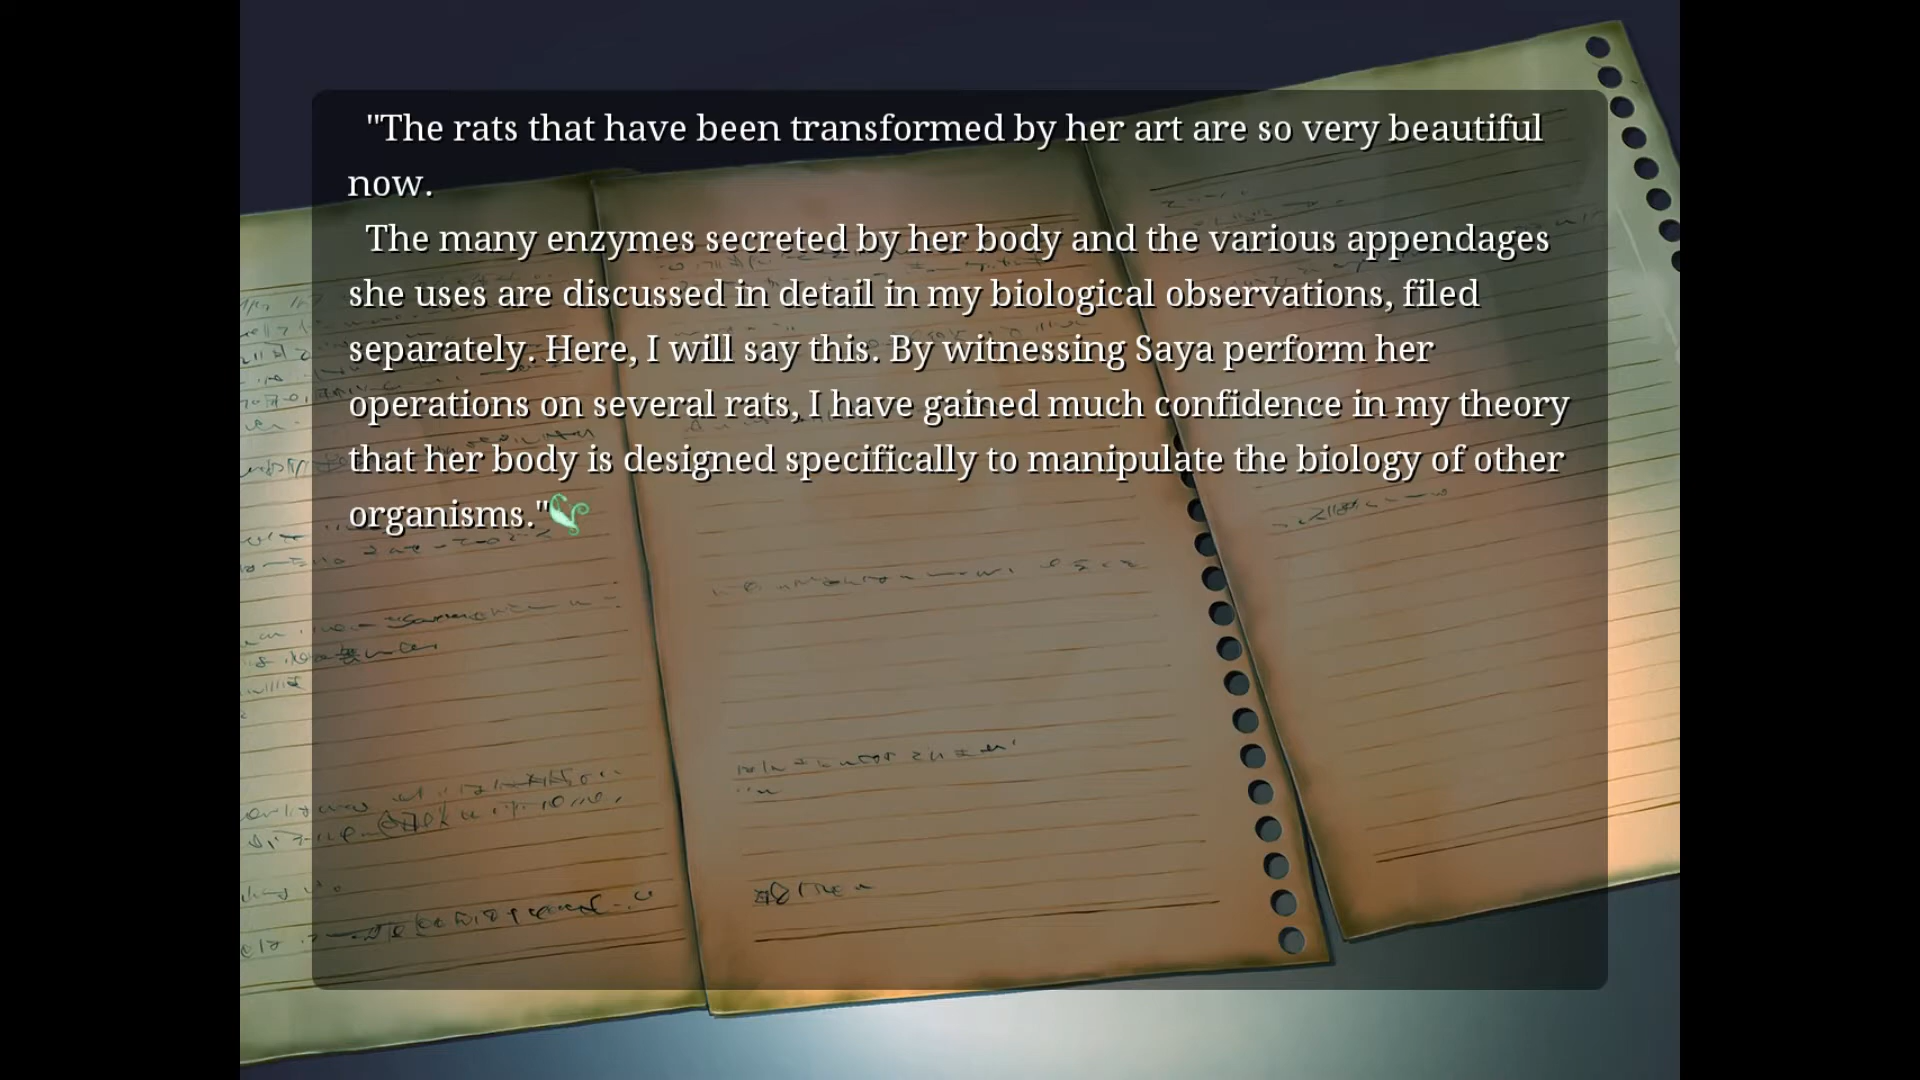 "The rats that have been transformed by her art are so very beautiful
now.
The many enzymes secreted by her body and the various appendages
she uses are discussed in detail in my biological observations, filed
separately. Here, I will say this. By witnessing Saya perform her
operations on several rats, I have gained much confidence in my theory
that her body is designed specifically to manipulate the biology of other
organisms."